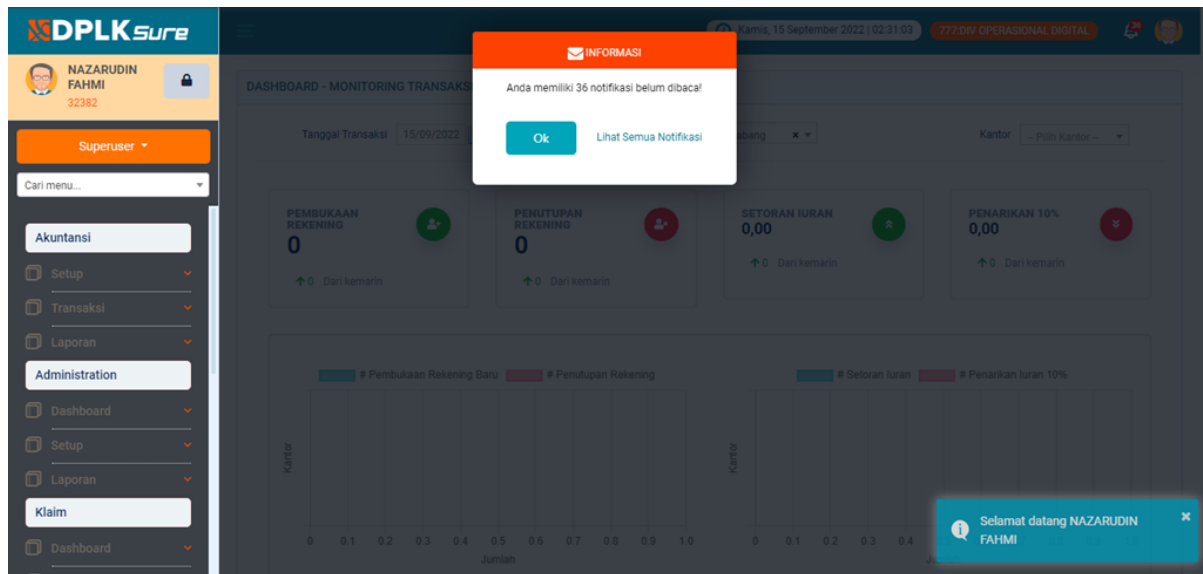 DPLKSure
Kamis, 15 September 2022 | 02:31:03
777:DIV OPERASIONAL DIGITAL
NAZARUDIN
FAHMI
32382
Superuser
Cari menu...
Akuntansi
Setup
Transaksi
Laporan
Administration
Dashboard
Setup
Laporan
Klaim
Dashboard
INFORMASI
Anda memiliki 36 notifikasi belum dibaca!
Ok
Lihat Semua Notifikasi
DASHBOARD - MONITORING TRANSAKS
Tanggal Transaksi 15/09/2022
abang
Kantor -- Pilih Kantor --
PEMBUKAAN
REKENING
0
0 Dari kemarin
PENUTUPAN
REKENING
0
0 Dari kemarin
SETORAN IURAN
0,00
0 Dari kemarin
PENARIKAN 10%
0,00
0 Dari kemarin
# Pembukaan Rekening Baru # Penutupan Rekening
Kantor
0 0.1 0.2 0.3 0.4 0.5 0.6 0.7 0.8 0.9 1.0
Jumlah
# Setoran Iuran # Penarikan Iuran 10%
Kantor
0 0.1 0.2 0.3 0.4
Selamat datang NAZARUDIN
FAHMI